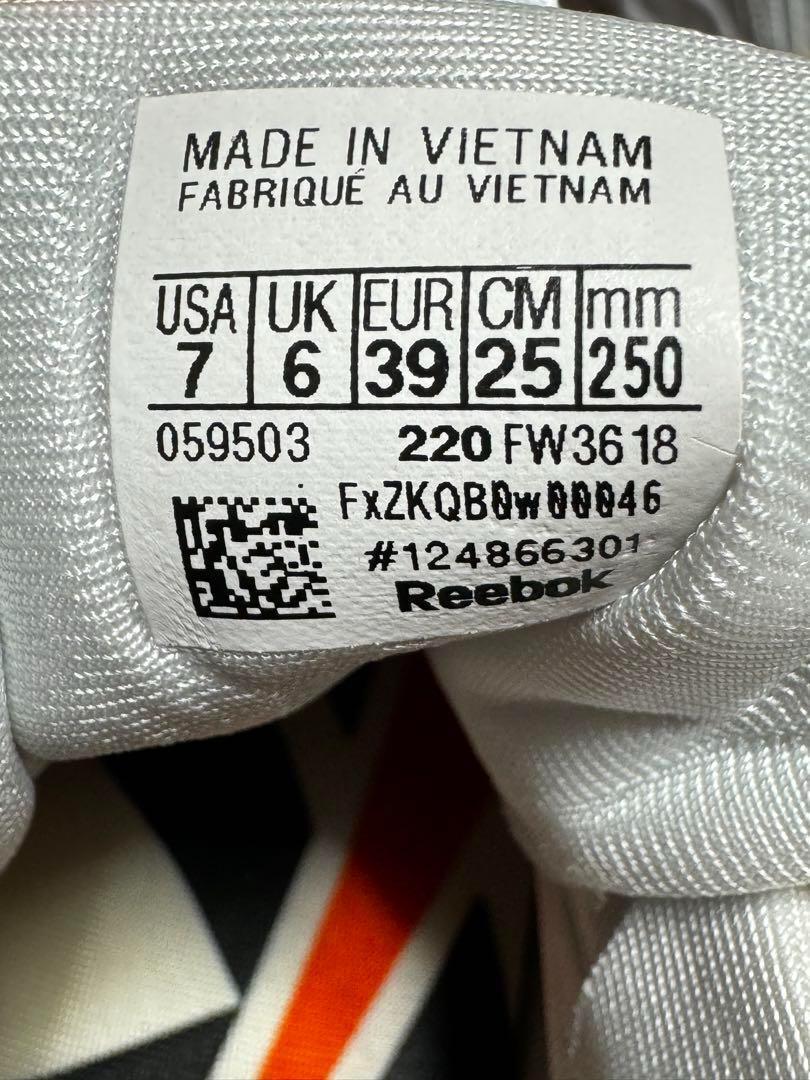 MADE IN VIETNAM
FABRIQUÉ AU VIETNAM
USA UK EUR CM mm
7 6 39 25 250
059503 220 FW3618
FxZKQB0w00046
#124866301
Reebok